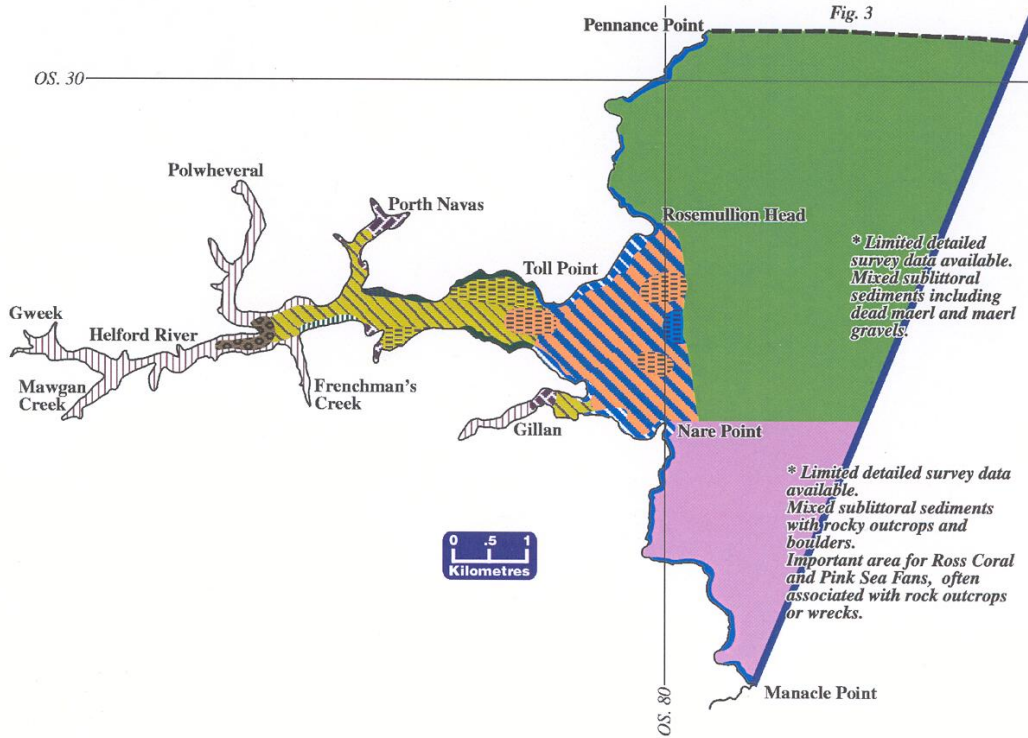 Fig. 3
Pennance Point
OS. 30
Polwheveral
Porth Navas
Rosemullion Head
* Limited detailed
survey data available.
Mixed sublittoral
sediments including
dead maerl and maerl
gravels.
Toll Point
Gweek
Helford River
Mawgan
Creek
Frenchman's
Creek
Gillan
Nare Point
* Limited detailed survey data
available.
Mixed sublittoral sediments
with rocky outcrops and
boulders.
Important area for Ross Coral
and Pink Sea Fans, often
associated with rock outcrops
or wrecks.
0 .5 1
Kilometres
Manacle Point
OS. 80